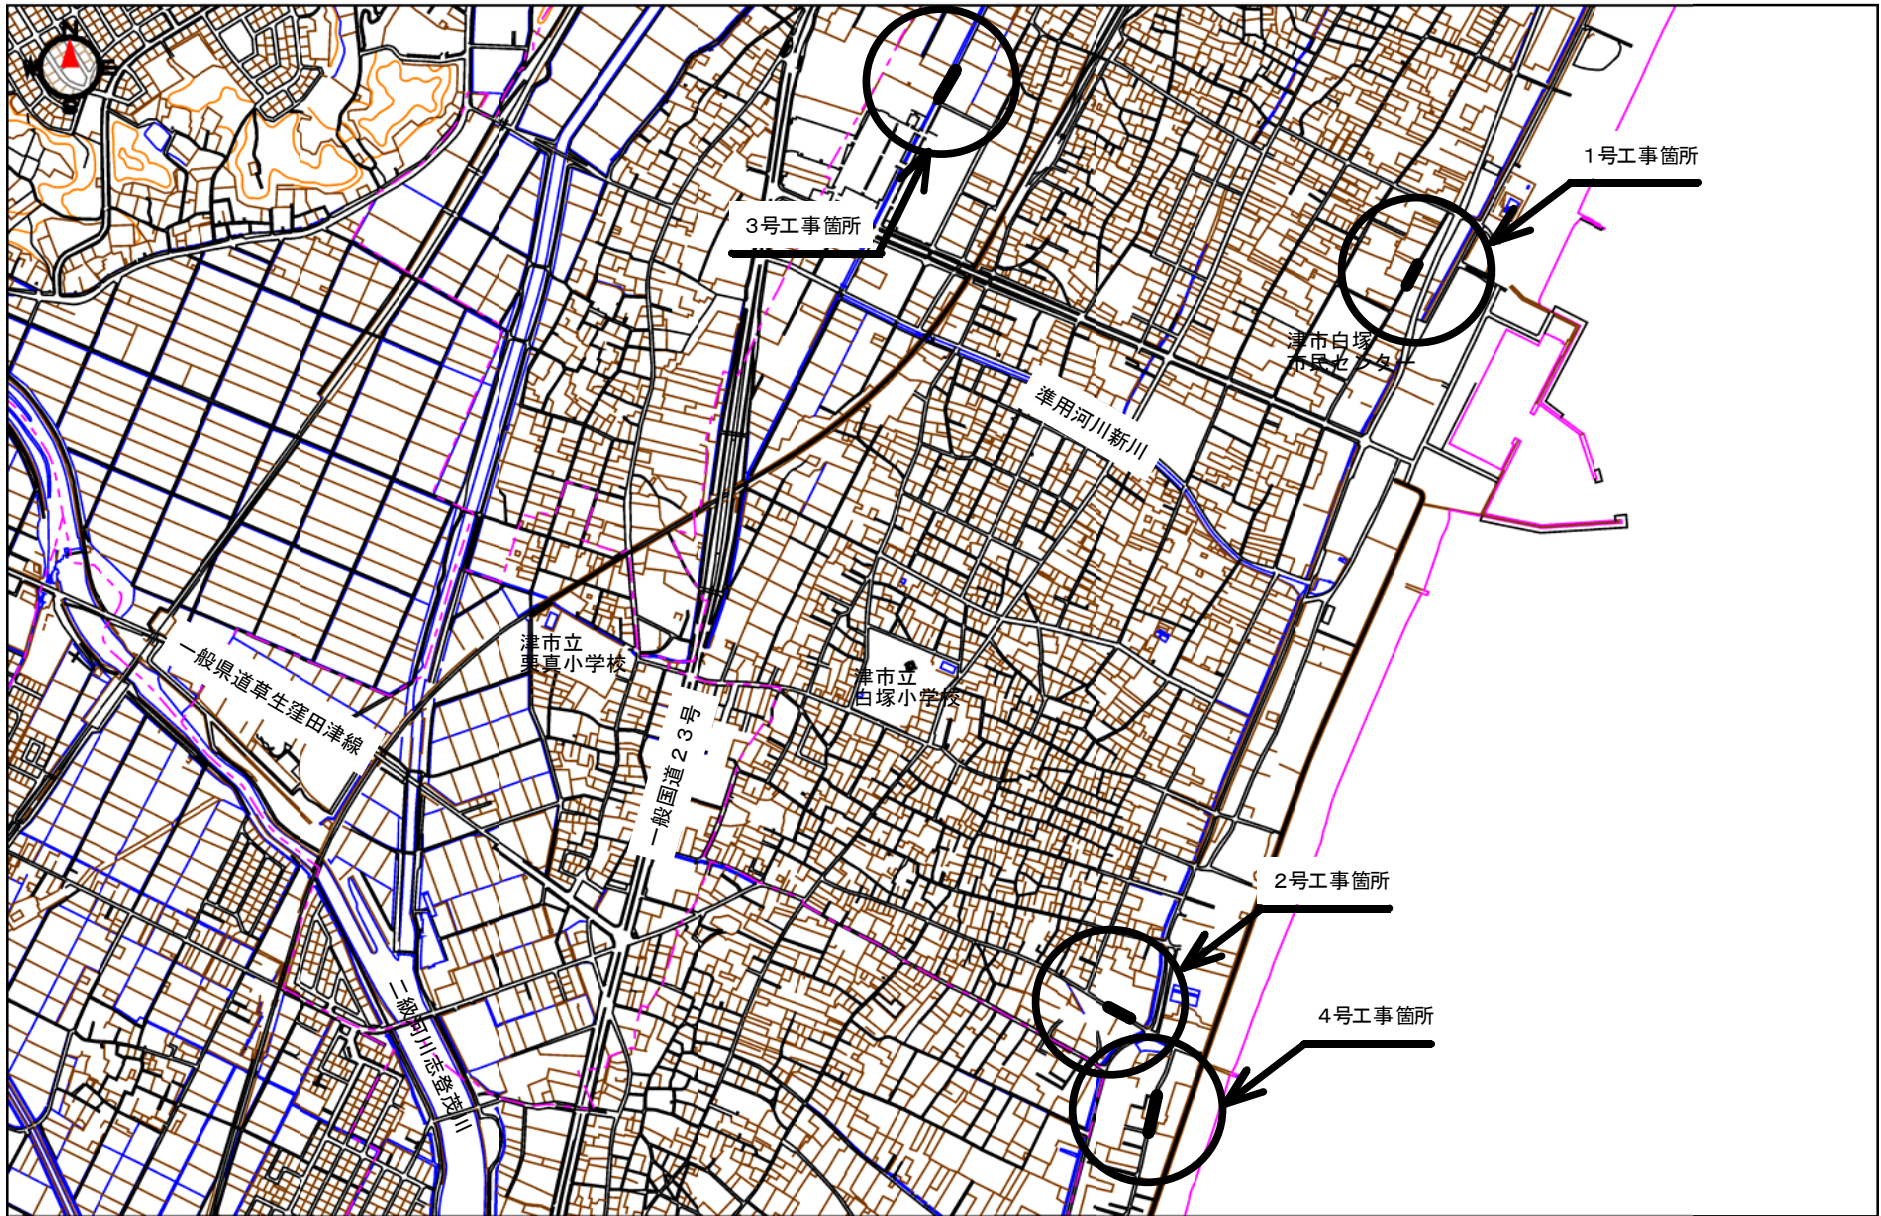 1号工事箇所
3号工事箇所
津市白塚
市民センター
準用河川新川
津市立
栗真小学校
津市立
白塚小学校
一般県道草生窪田津線
一般国道23号
2号工事箇所
二級河川志登茂川
4号工事箇所